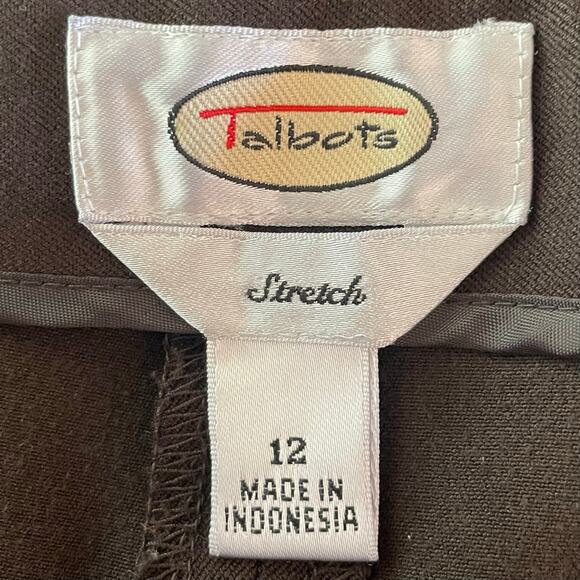 Talbots
Stretch
12
MADE IN
INDONESIA